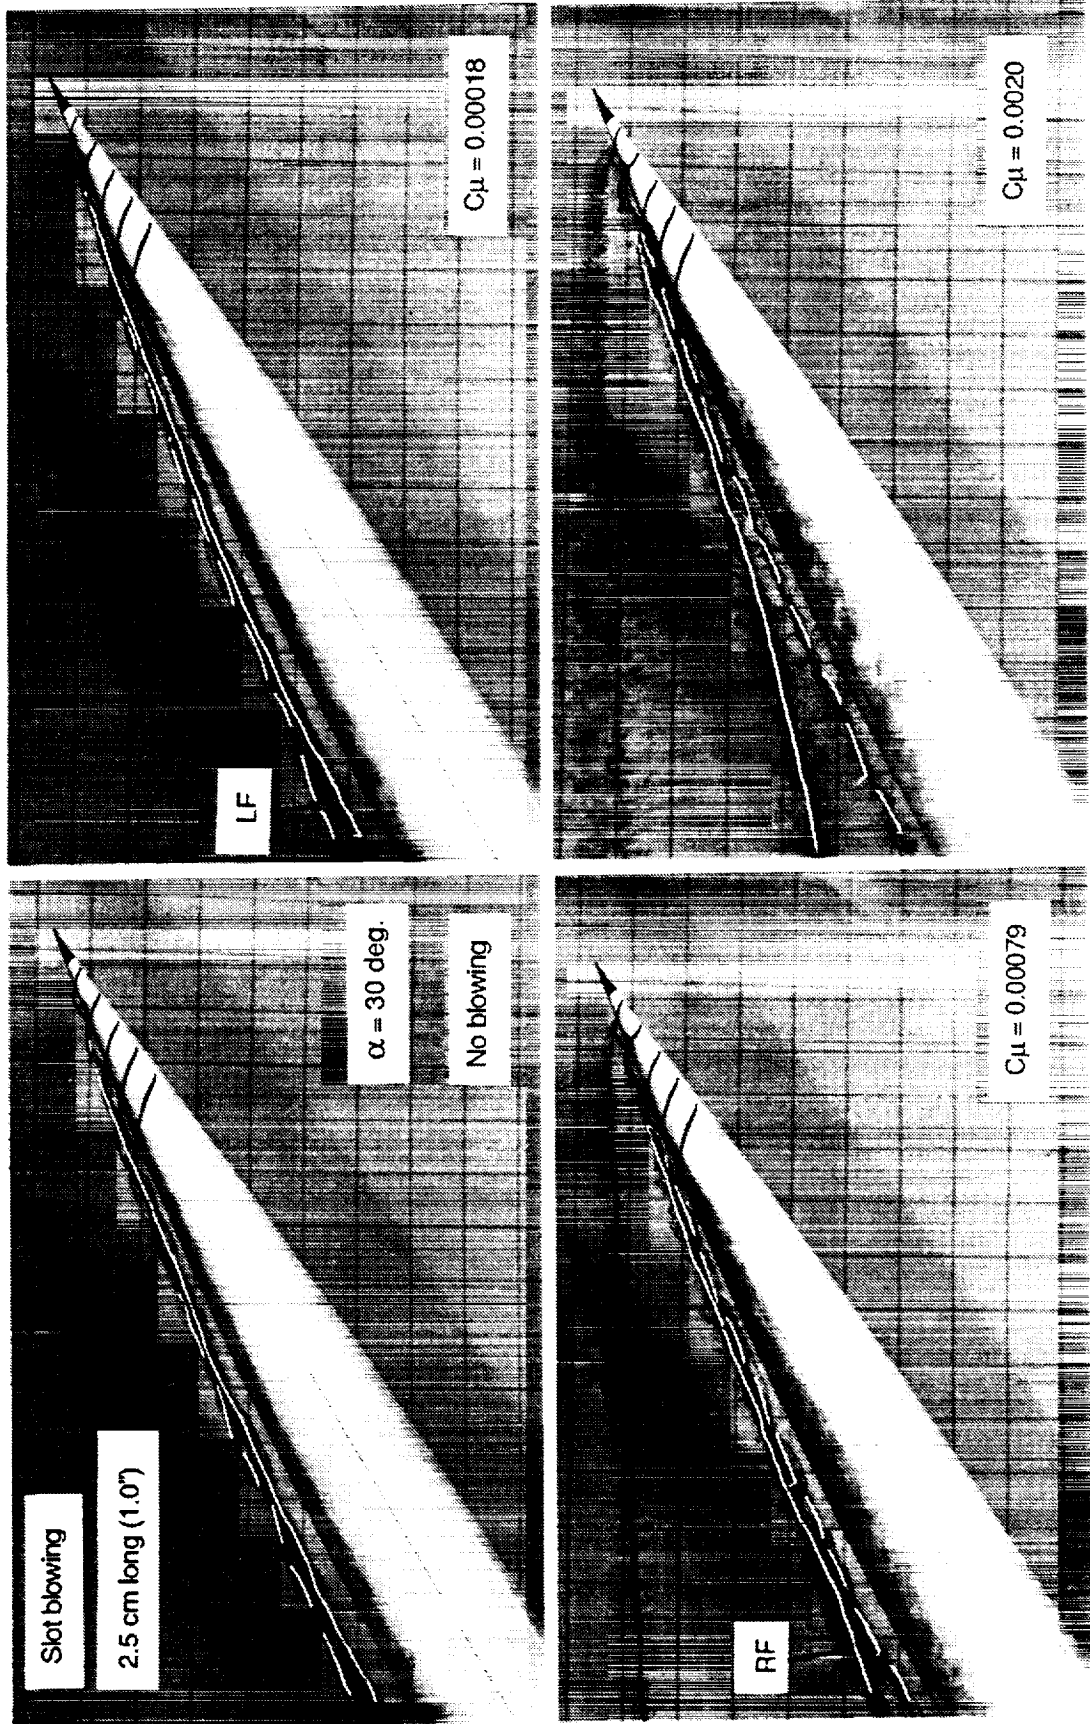 Slot blowing
2.5 cm long (1.0")
α = 30 deg.
No blowing
LF
Cμ = 0.00018
RF
Cμ = 0.00079
Cμ = 0.0020